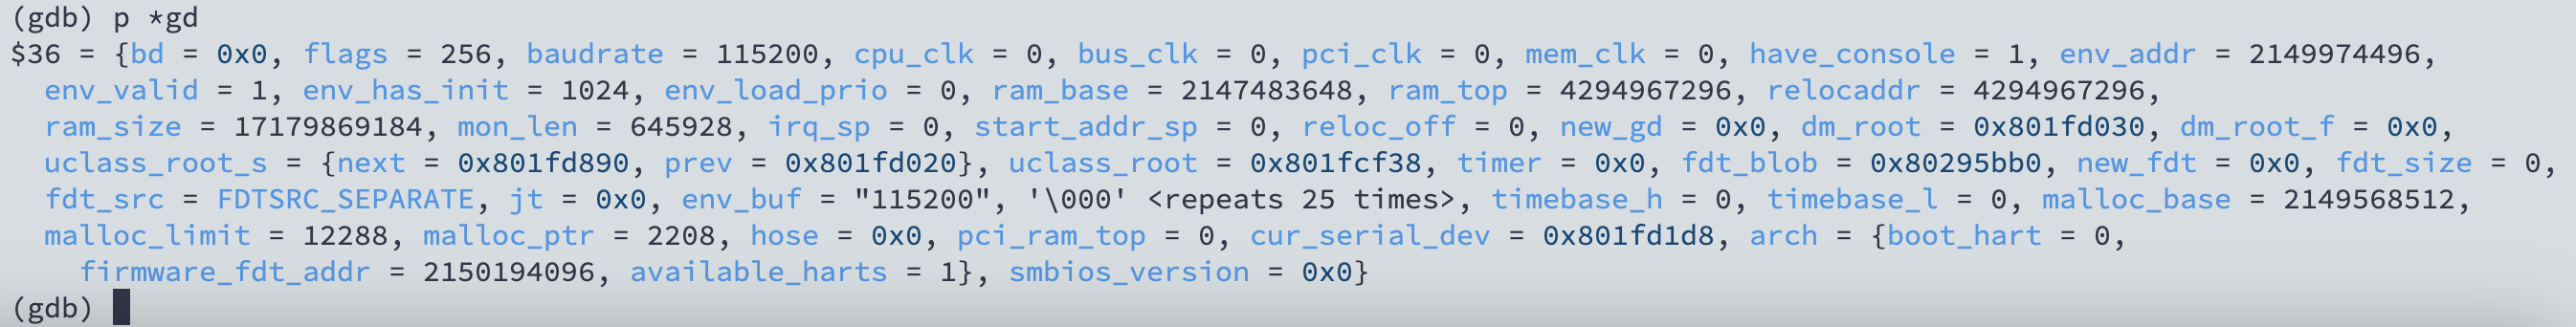 (gdb) p *gd
$36 = {bd = 0x0, flags = 256, baudrate = 115200, cpu_clk = 0, bus_clk = 0, pci_clk = 0, mem_clk = 0, have_console = 1, env_addr = 2149974496,
env_valid = 1, env_has_init = 1024, env_load_prio = 0, ram_base = 2147483648, ram_top = 4294967296, relocaddr = 4294967296,
ram_size = 17179869184, mon_len = 645928, irq_sp = 0, start_addr_sp = 0, reloc_off = 0, new_gd = 0x0, dm_root = 0x801fd030, dm_root_f = 0x0,
uclass_root_s = {next = 0x801fd890, prev = 0x801fd020}, uclass_root = 0x801fcf38, timer = 0x0, fdt_blob = 0x80295bb0, new_fdt = 0x0, fdt_size = 0,
fdt_src = FDTSRC_SEPARATE, jt = 0x0, env_buf = "115200", '\000' <repeats 25 times>, timebase_h = 0, timebase_l = 0, malloc_base = 2149568512,
malloc_limit = 12288, malloc_ptr = 2208, hose = 0x0, pci_ram_top = 0, cur_serial_dev = 0x801fd1d8, arch = {boot_hart = 0,
firmware_fdt_addr = 2150194096, available_harts = 1}, smbios_version = 0x0}
(gdb)